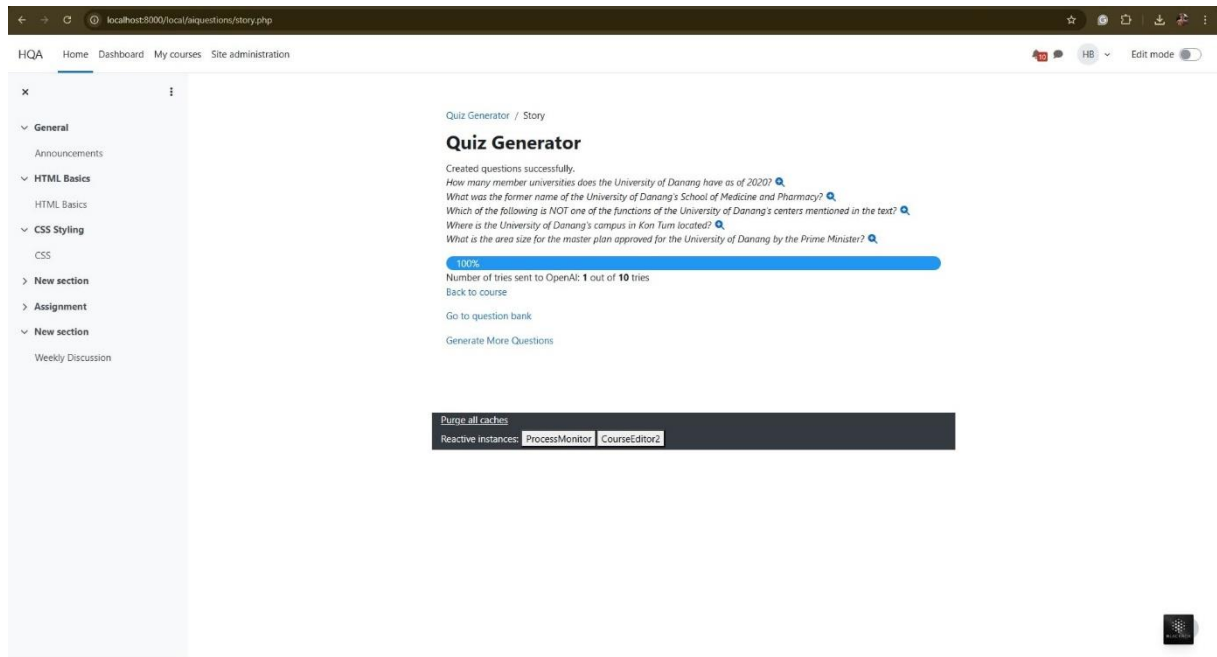 localhost:8000/local/aiquestions/story.php
HQA Home Dashboard My courses Site administration
10 HB Edit mode
General
Announcements
HTML Basics
HTML Basics
CSS Styling
CSS
New section
Assignment
New section
Weekly Discussion
Quiz Generator / Story
Quiz Generator
Created questions successfully.
How many member universities does the University of Danang have as of 2020?
What was the former name of the University of Danang's School of Medicine and Pharmacy?
Which of the following is NOT one of the functions of the University of Danang's centers mentioned in the text?
Where is the University of Danang's campus in Kon Tum located?
What is the area size for the master plan approved for the University of Danang by the Prime Minister?
100%
Number of tries sent to OpenAI: 1 out of 10 tries
Back to course
Go to question bank
Generate More Questions
Purge all caches
Reactive instances: ProcessMonitor CourseEditor2